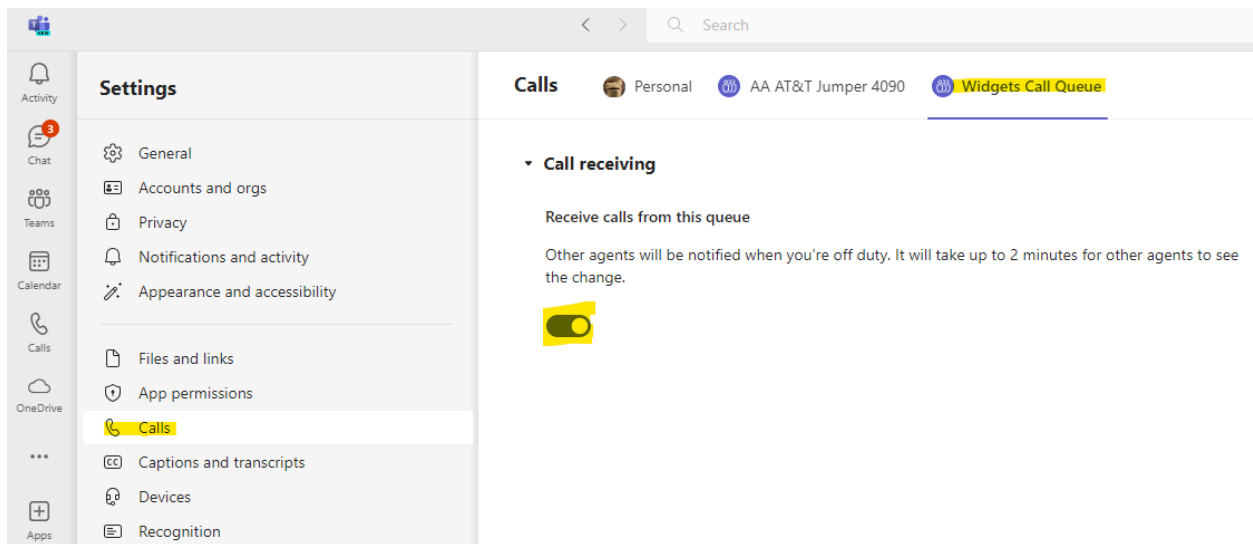 NEW
Search
Activity
3
Chat
Teams
Calendar
Calls
OneDrive
Apps
Settings
General
Accounts and orgs
Privacy
Notifications and activity
Appearance and accessibility
Files and links
App permissions
Calls
CC Captions and transcripts
Devices
Recognition
Calls Personal AA AT&T Jumper 4090 Widgets Call Queue
Call receiving
Receive calls from this queue
Other agents will be notified when you're off duty. It will take up to 2 minutes for other agents to see
the change.